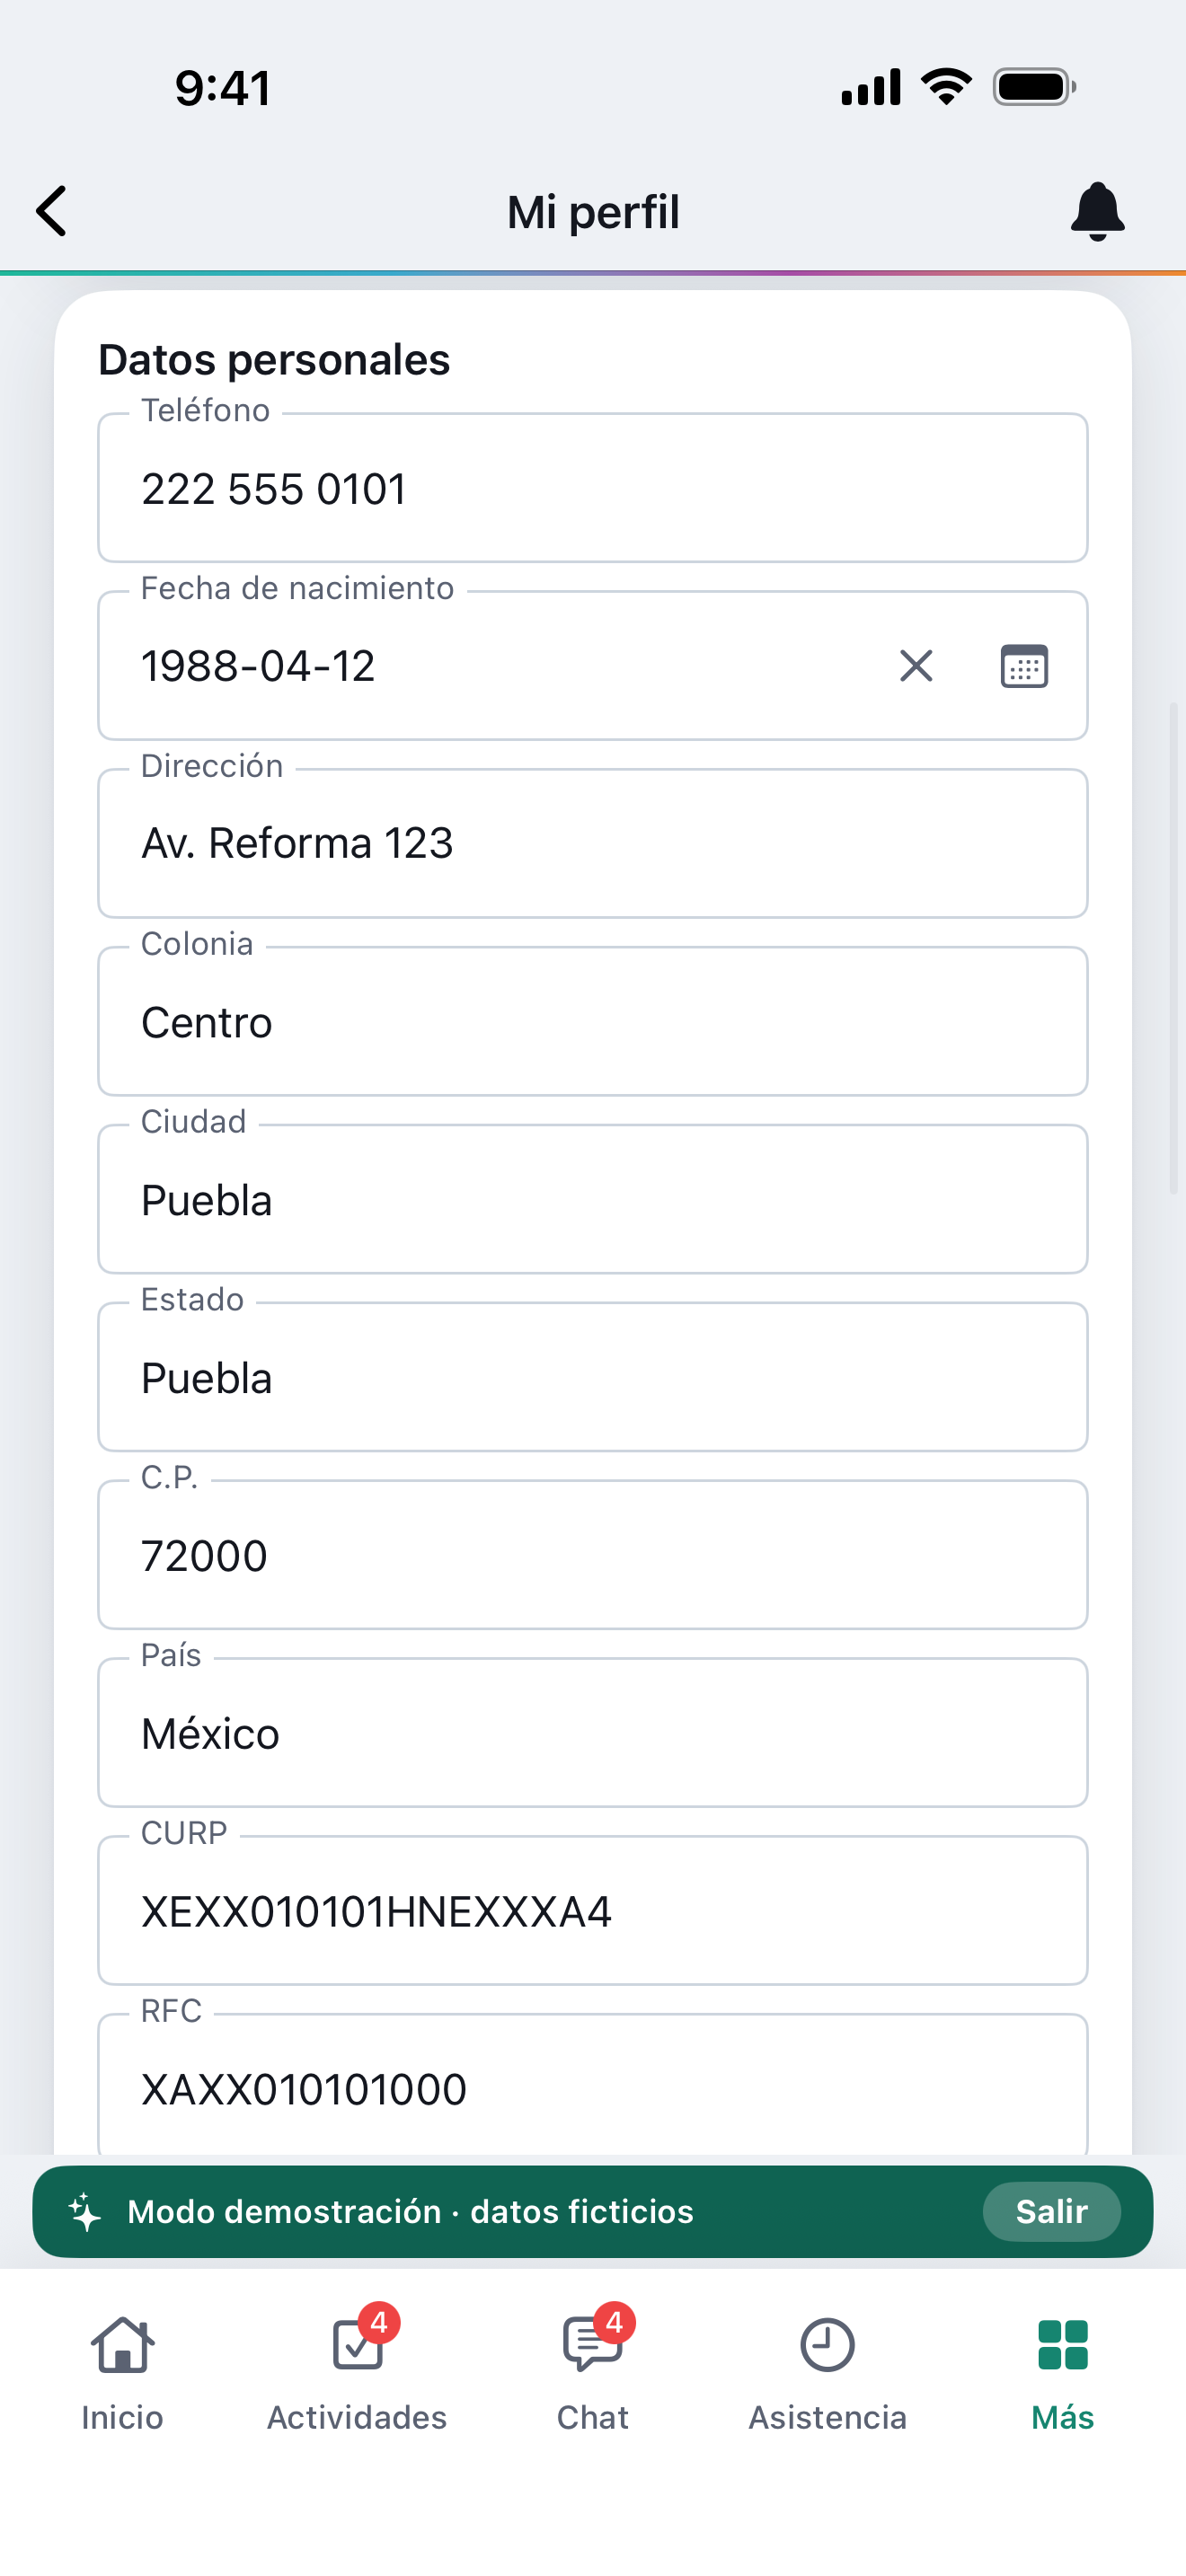 9:41
Mi perfil
Datos personales
Teléfono
222 555 0101
Fecha de nacimiento
1988-04-12
Dirección
Av. Reforma 123
Colonia
Centro
Ciudad
Puebla
Estado
Puebla
C.P.
72000
País
México
CURP
XEXX010101HNEXXXA4
RFC
XAXX010101000
Modo demostración · datos ficticios Salir
4 4
Inicio Actividades Chat Asistencia Más